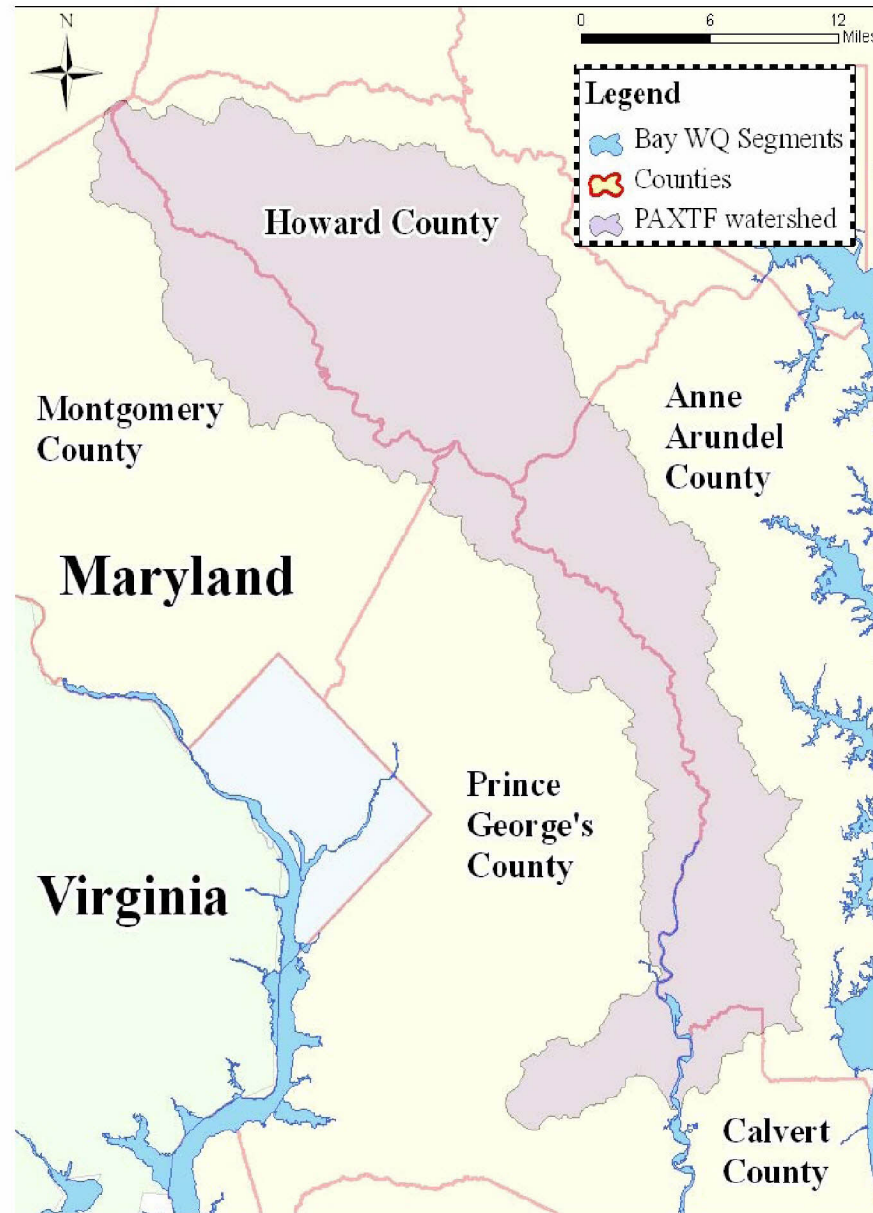 N
0 6 12
Miles
Legend
Bay WQ Segments
Counties
PAXTF watershed
Howard County
Montgomery
County
Anne
Arundel
County
Maryland
Prince
George's
County
Virginia
Calvert
County